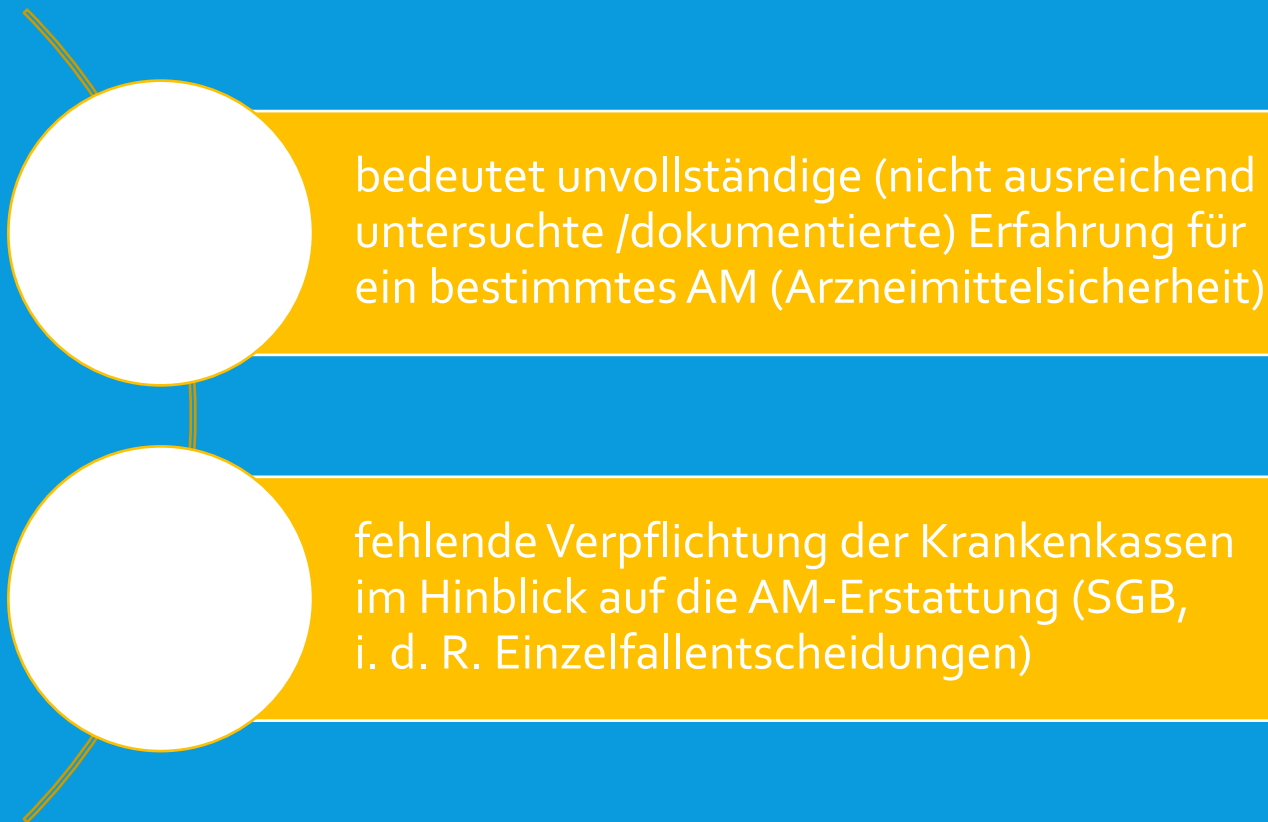 bedeutet unvollständige (nicht ausreichend
untersuchte /dokumentierte) Erfahrung für
ein bestimmtes AM (Arzneimittelsicherheit)
fehlende Verpflichtung der Krankenkassen
im Hinblick auf die AM-Erstattung (SGB,
i. d. R. Einzelfallentscheidungen)